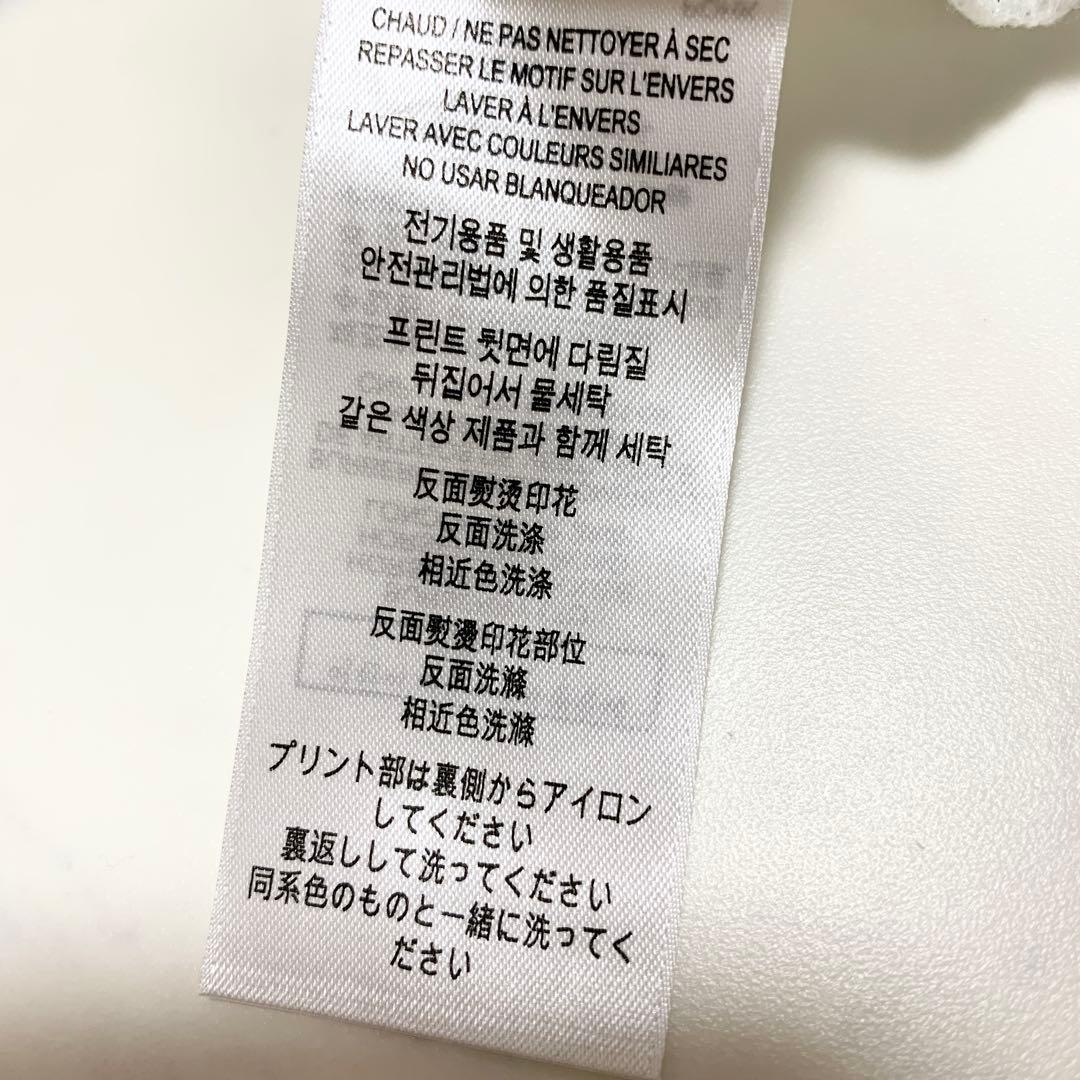 CHAUD / NE PAS NETTOYER À SEC
REPASSER LE MOTIF SUR L'ENVERS
LAVER À L'ENVERS
LAVER AVEC COULEURS SIMILIARES
NO USAR BLANQUEADOR
전기용품 및 생활용품
안전관리법에 의한 품질표시
프린트 뒷면에 다림질
뒤집어서 물세탁
같은 색상 제품과 함께 세탁
反面熨烫印花
反面洗涤
相近色洗涤
反面熨燙印花部位
反面洗滌
相近色洗滌
プリント部は裏側からアイロン
してください
裏返しして洗ってください
同系色のものと一緒に洗ってく
ださい